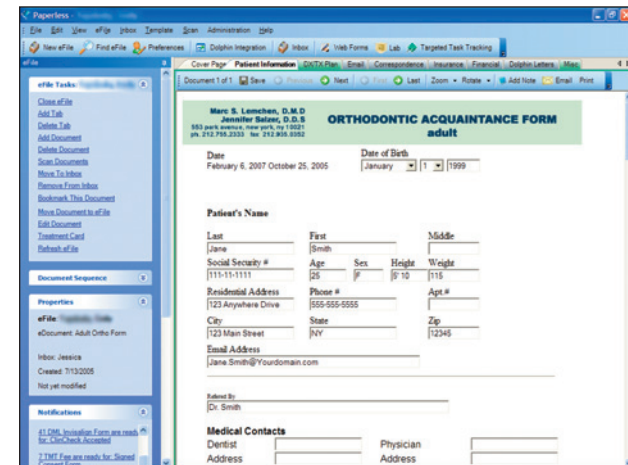 Paperless -
File Edit View eFile Inbox Template Scan Administration Help
New eFile Find eFile Preferences Dolphin Integration Inbox Web Forms Lab Targeted Task Tracking
eFile
Cover Page Patient Information DX/TX Plan Email Correspondence Insurance Financial Dolphin Letters Misc
Document 1 of 1 Save Previous Next First Last Zoom Rotate Add Note Email Print
eFile Tasks:
Close eFile
Add Tab
Delete Tab
Add Document
Delete Document
Scan Documents
Move To Inbox
Remove From Inbox
Bookmark This Document
Move Document to eFile
Edit Document
Treatment Card
Refresh eFile
Document Sequence
Properties
eFile:
eDocument: Adult Ortho Form
Inbox: Jessica
Created: 7/13/2005
Not yet modified
Notifications
41 DML Invisalign Form are ready
for: ClinCheck Accepted
7 TMT Fee are ready for: Signed
Consent Form
Marc S. Lemchen, D.M.D
Jennifer Salzer, D.D.S
553 park avenue, new york, ny 10021
ph. 212.755.2333 fax 212.935.0352
ORTHODONTIC ACQUAINTANCE FORM
adult
Date
February 6, 2007 October 25, 2005
Date of Birth
January 1 1999
Patient's Name
Last First Middle
Jane Smith
Social Security # Age Sex Height Weight
111-11-1111 25 F 5' 10 115
Residential Address Phone # Apt.#
123 Anywhere Drive 555-555-5555
City State Zip
123 Main Street NY 12345
Email Address
Jane.Smith@Yourdomain.com
Referred By
Dr. Smith
Medical Contacts
Dentist Physician
Address Address